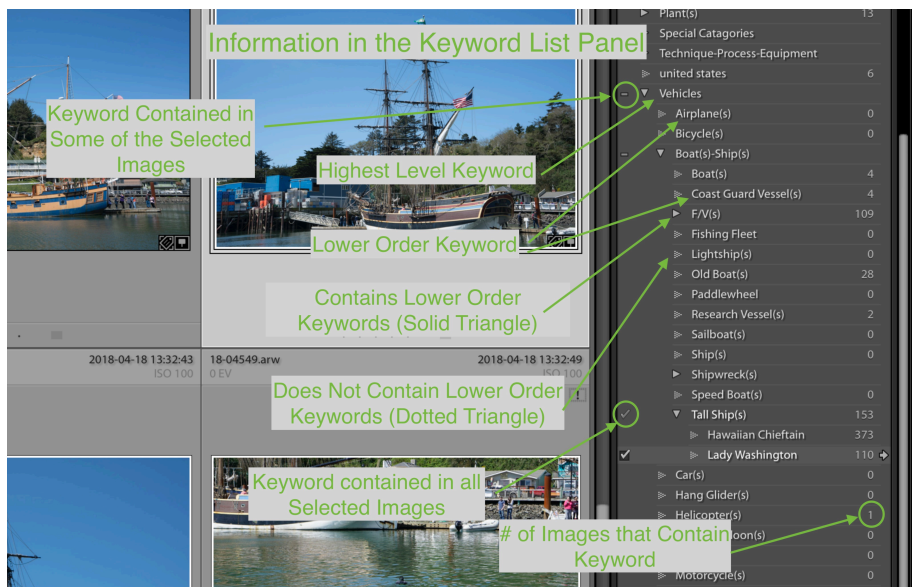 Plant(s) 13
Information in the Keyword List Panel
Special Catagories
Technique-Process-Equipment
united states 6
Vehicles
Keyword Contained in
Some of the Selected
Images
Airplane(s) 0
Bicycle(s) 0
Boat(s)-Ship(s)
Highest Level Keyword
Boat(s) 4
Coast Guard Vessel(s) 4
F/V(s) 109
Lower Order Keyword
Fishing Fleet 0
Lightship(s) 0
Old Boat(s) 28
Contains Lower Order
Keywords (Solid Triangle)
Paddlewheel 0
Research Vessel(s) 2
Sailboat(s) 0
Ship(s) 0
2018-04-18 13:32:43
ISO 100
18-04549.arw 2018-04-18 13:32:49
0 EV ISO 100
Shipwreck(s)
Does Not Contain Lower Order
Keywords (Dotted Triangle)
Speed Boat(s) 0
Tall Ship(s) 153
Hawaiian Chieftain 373
Lady Washington 110
Keyword contained in all
Selected Images
Car(s) 0
Hang Glider(s) 0
Helicopter(s) 1
# of Images that Contain
Keyword
oon(s) 0
0
Motorcycle(s) 0